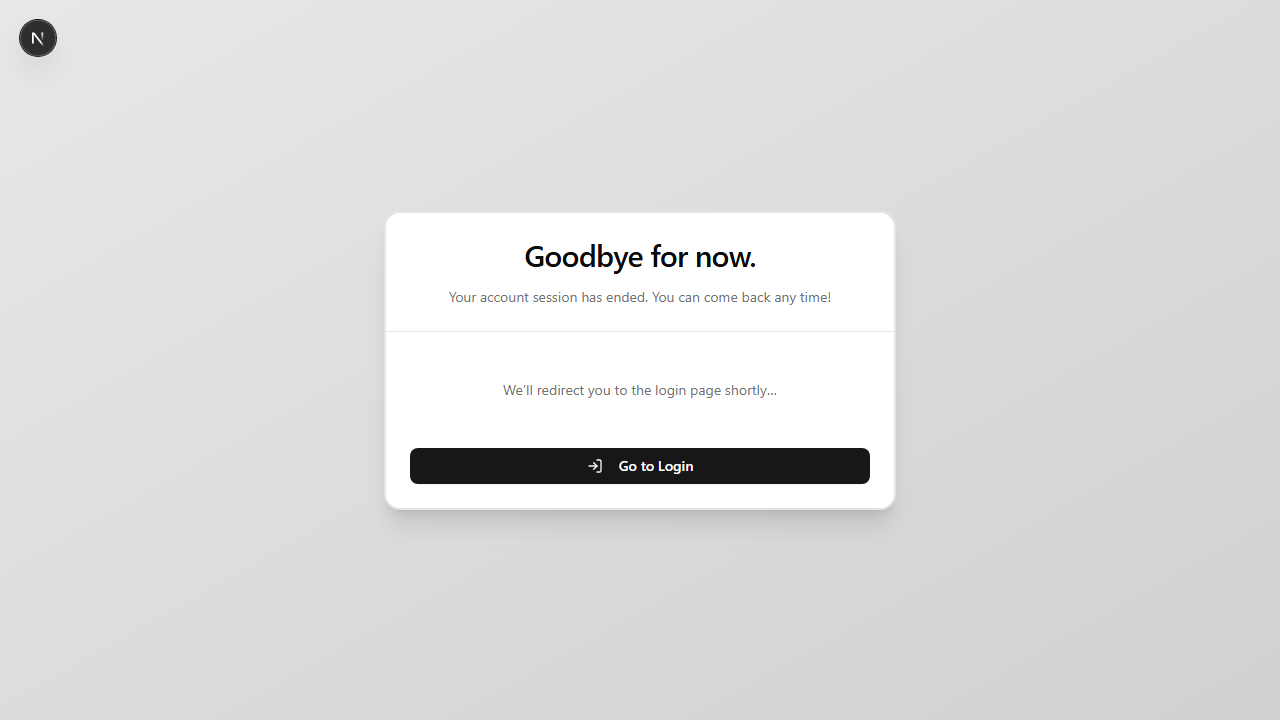 N
Goodbye for now.
Your account session has ended. You can come back any time!
We'll redirect you to the login page shortly...
Go to Login